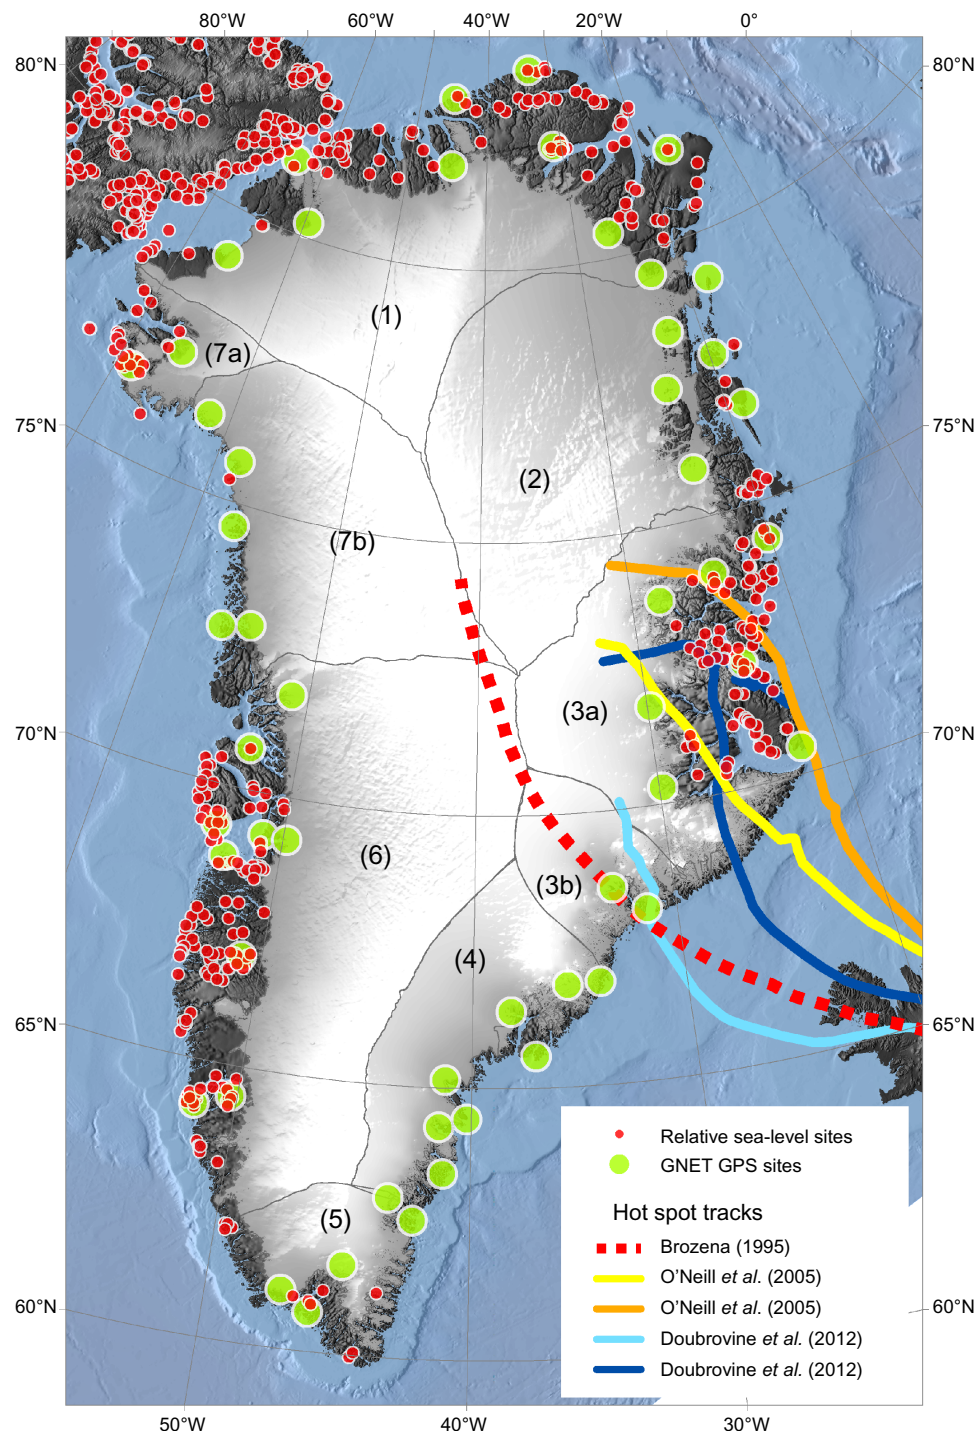 80°W 60°W 40°W 20°W 0°
80°N 80°N
(1)
(7a)
75°N 75°N
(2)
(7b)
(3a)
70°N 70°N
(6)
(3b)
(4)
65°N 65°N
Relative sea-level sites
GNET GPS sites
Hot spot tracks
(5)
Brozena (1995)
O'Neill et al. (2005)
60°N 60°N
O'Neill et al. (2005)
Doubrovine et al. (2012)
Doubrovine et al. (2012)
50°W 40°W 30°W